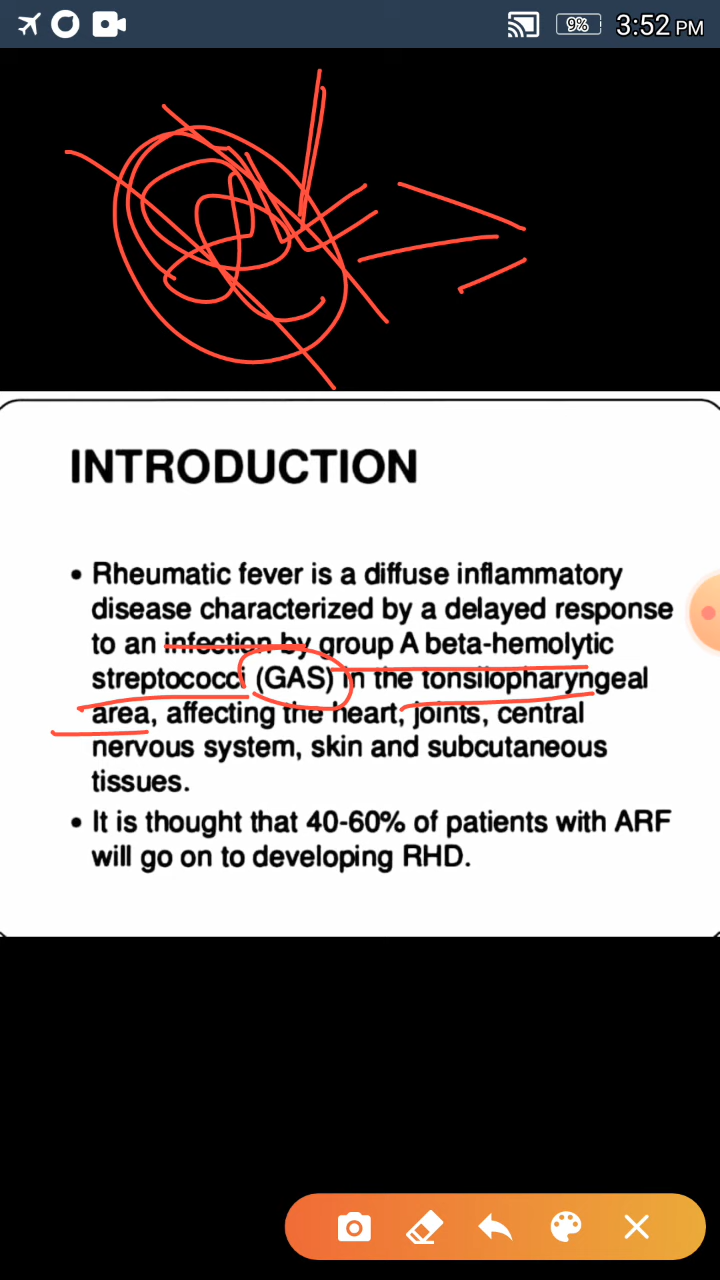 9%
3:52 PM
INTRODUCTION
• Rheumatic fever is a diffuse inflammatory
disease characterized by a delayed response
to an infection by group A beta-hemolytic
streptococci (GAS) in the tonsilopharyngeal
area, affecting the heart, joints, central
nervous system, skin and subcutaneous
tissues.
• It is thought that 40-60% of patients with ARF
will go on to developing RHD.